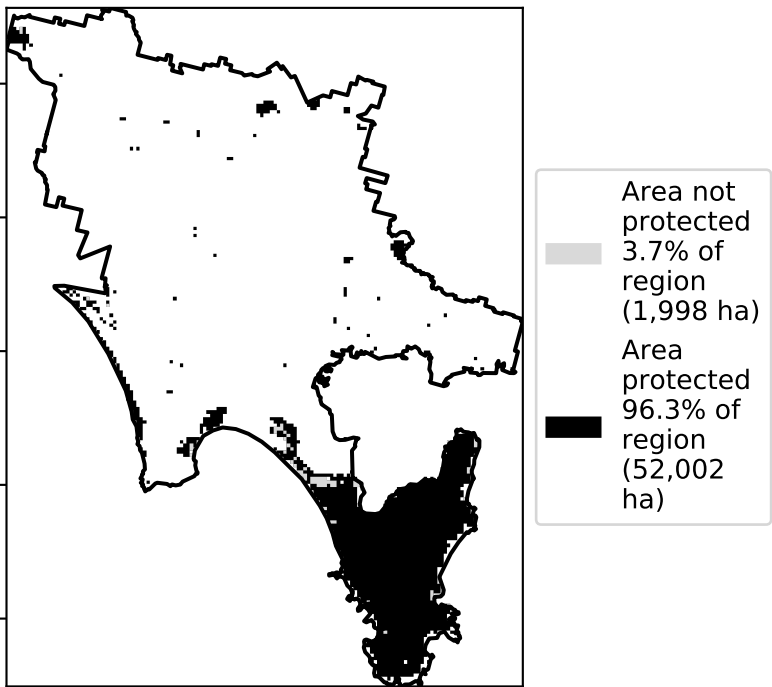 Area not
protected
3.7% of
region
(1,998 ha)
Area
protected
96.3% of
region
(52,002
ha)